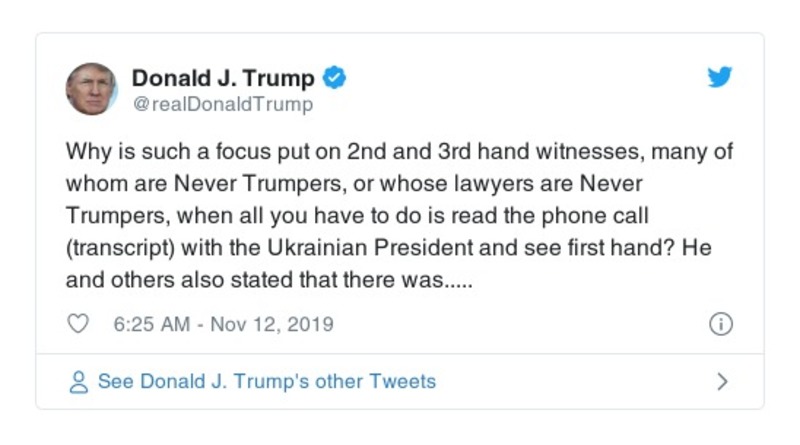 Donald J. Trump
@realDonaldTrump
Why is such a focus put on 2nd and 3rd hand witnesses, many of
whom are Never Trumpers, or whose lawyers are Never
Trumpers, when all you have to do is read the phone call
(transcript) with the Ukrainian President and see first hand? He
and others also stated that there was.....
6:25 AM - Nov 12, 2019
See Donald J. Trump's other Tweets